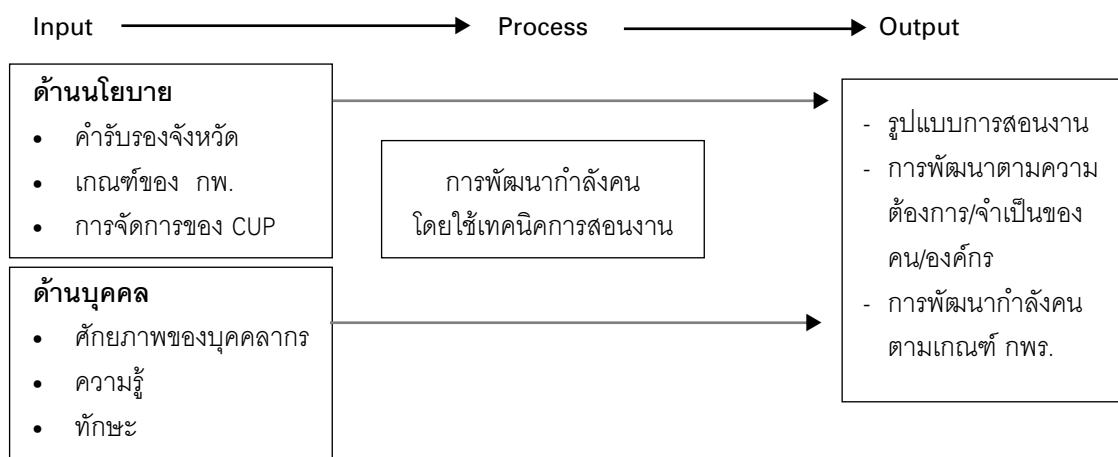 Input Process Output
ด้านนโยบาย
• คำรับรองจังหวัด
• เกณฑ์ของ กพ.
• การจัดการของ CUP
ด้านบุคคล
• ศักยภาพของบุคคลากร
• ความรู้
• ทักษะ
การพัฒนากำลังคน
โดยใช้เทคนิคการสอนงาน
- รูปแบบการสอนงาน
- การพัฒนาตามความ
ต้องการ/จำเป็นของ
คน/องค์กร
- การพัฒนากำลังคน
ตามเกณฑ์ กพร.